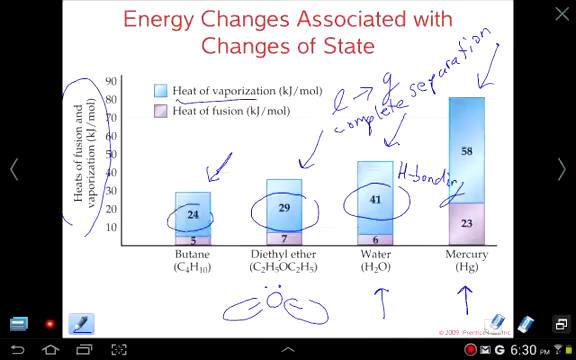 Energy Changes Associated with
Changes of State
Heats of fusion and
vaporization (kJ/mol)
90
80
70
60
50
40
30
20
10
Heat of vaporization (kJ/mol)
Heat of fusion (kJ/mol)
l → g
complete separation
H-bonding
24
5
29
7
41
6
58
23
Butane
(C4H10)
Diethyl ether
(C2H5OC2H5)
Water
(H2O)
Mercury
(Hg)
O
© 2009, Prentice-Hall
6:30 PM